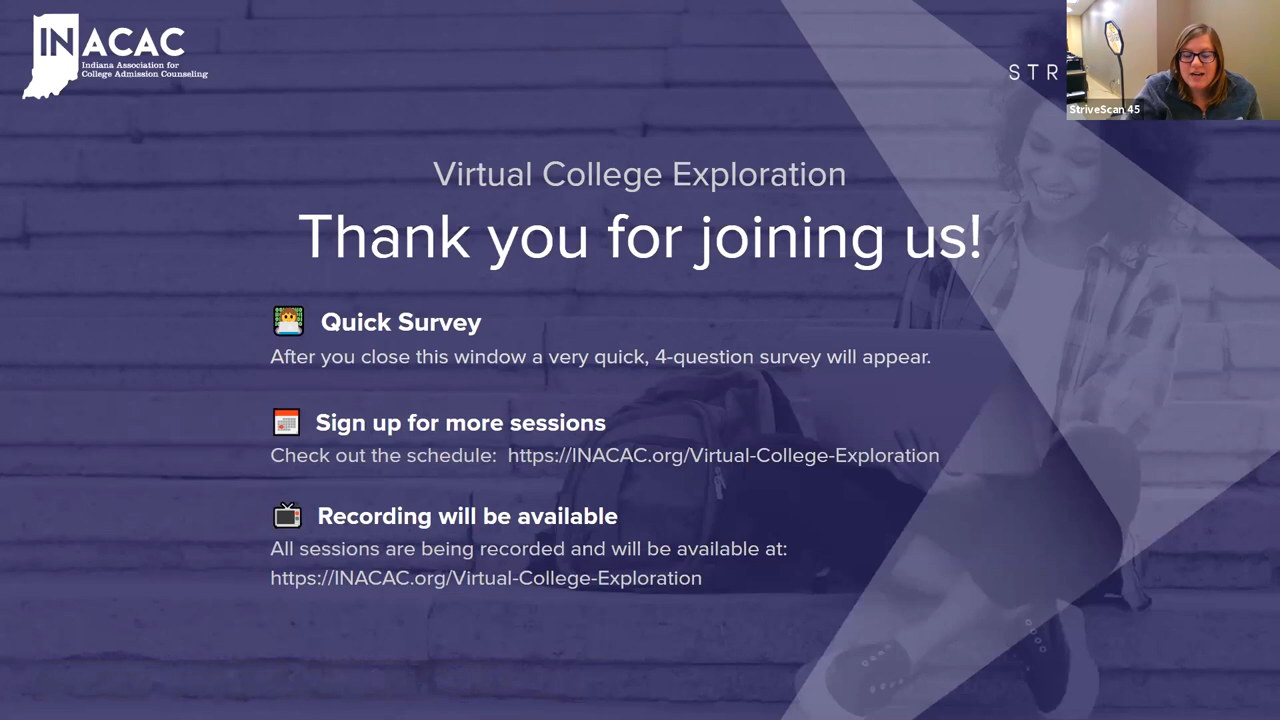 INACAC
Indiana Association for
College Admission Counseling
STR
StriveScan 45
Virtual College Exploration
Thank you for joining us!
Quick Survey
After you close this window a very quick, 4-question survey will appear.
Sign up for more sessions
Check out the schedule: https://INACAC.org/Virtual-College-Exploration
Recording will be available
All sessions are being recorded and will be available at:
https://INACAC.org/Virtual-College-Exploration